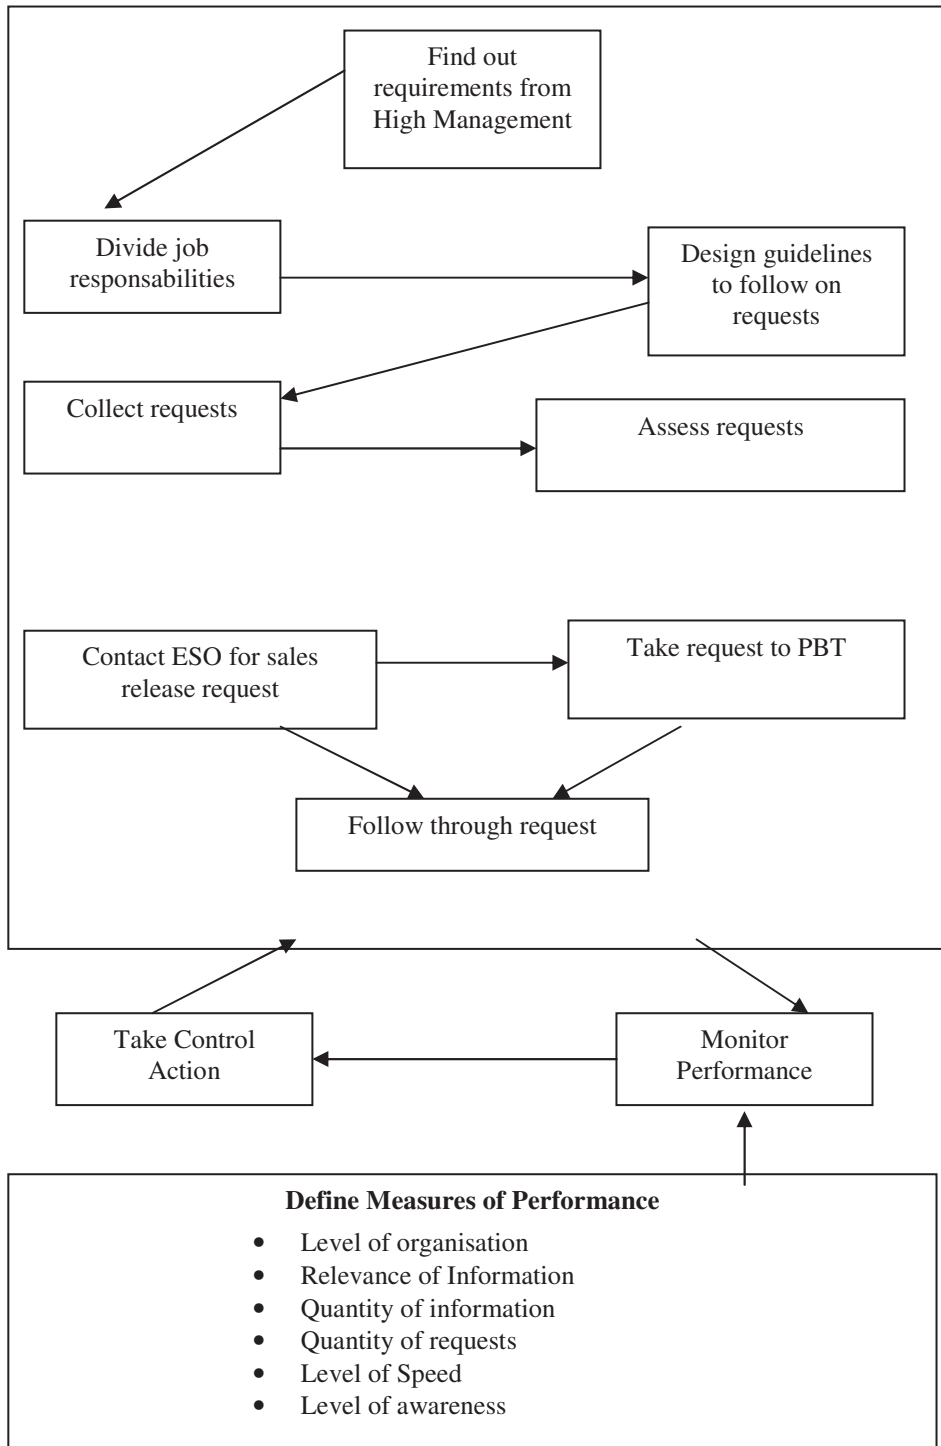 Find out
requirements from
High Management
Divide job
responsabilities
Design guidelines
to follow on
requests
Collect requests
Assess requests
Contact ESO for sales
release request
Take request to PBT
Follow through request
Take Control
Action
Monitor
Performance
Define Measures of Performance
• Level of organisation
• Relevance of Information
• Quantity of information
• Quantity of requests
• Level of Speed
• Level of awareness